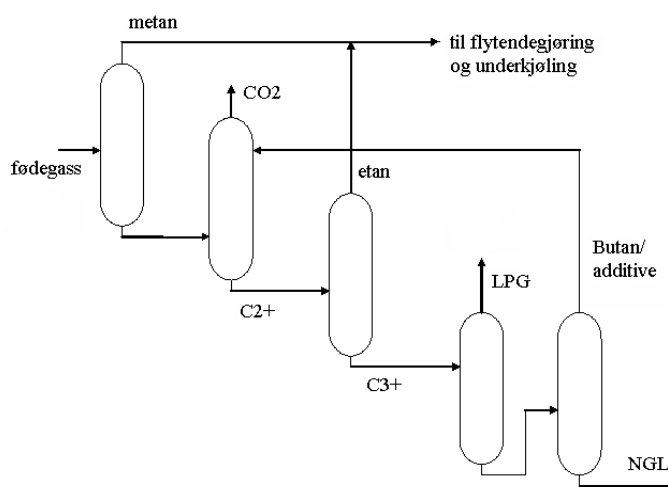 metan
til flytendegjøring
og underkjøling
CO2
fødegass
etan
Butan/
additive
LPG
C2+
C3+
NGL